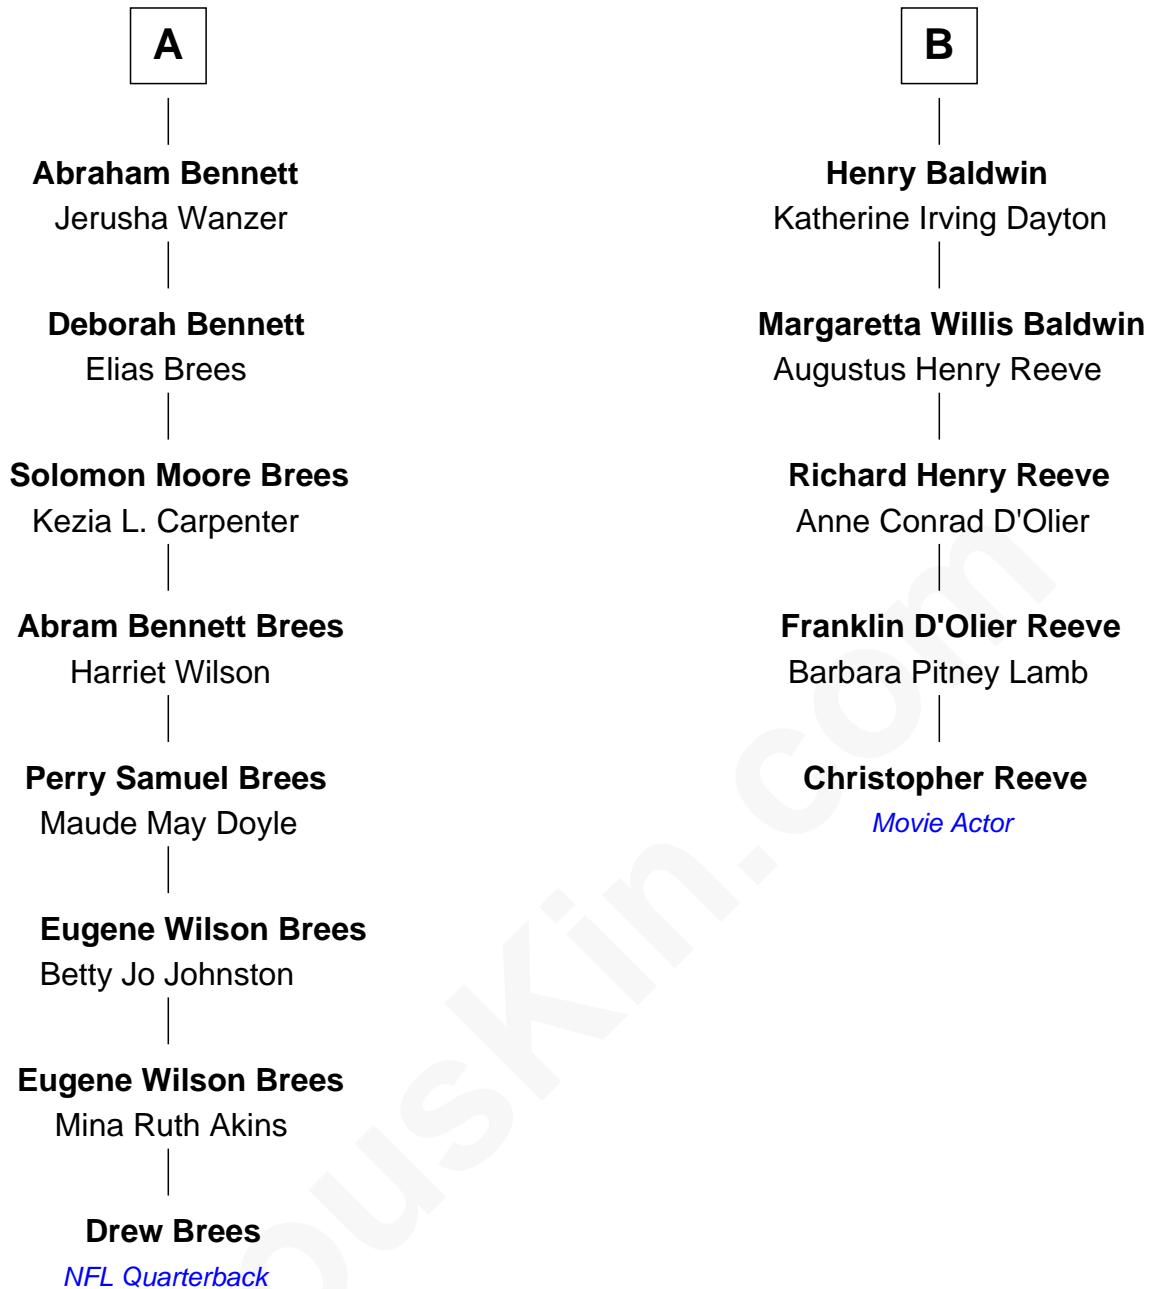 A
Abraham Bennett
Jerusha Wanzer
Deborah Bennett
Elias Brees
Solomon Moore Brees
Kezia L. Carpenter
Abram Bennett Brees
Harriet Wilson
Perry Samuel Brees
Maude May Doyle
Eugene Wilson Brees
Betty Jo Johnston
Eugene Wilson Brees
Mina Ruth Akins
Drew Brees
NFL Quarterback
B
Henry Baldwin
Katherine Irving Dayton
Margaretta Willis Baldwin
Augustus Henry Reeve
Richard Henry Reeve
Anne Conrad D'Olier
Franklin D'Olier Reeve
Barbara Pitney Lamb
Christopher Reeve
Movie Actor
ousKin.com